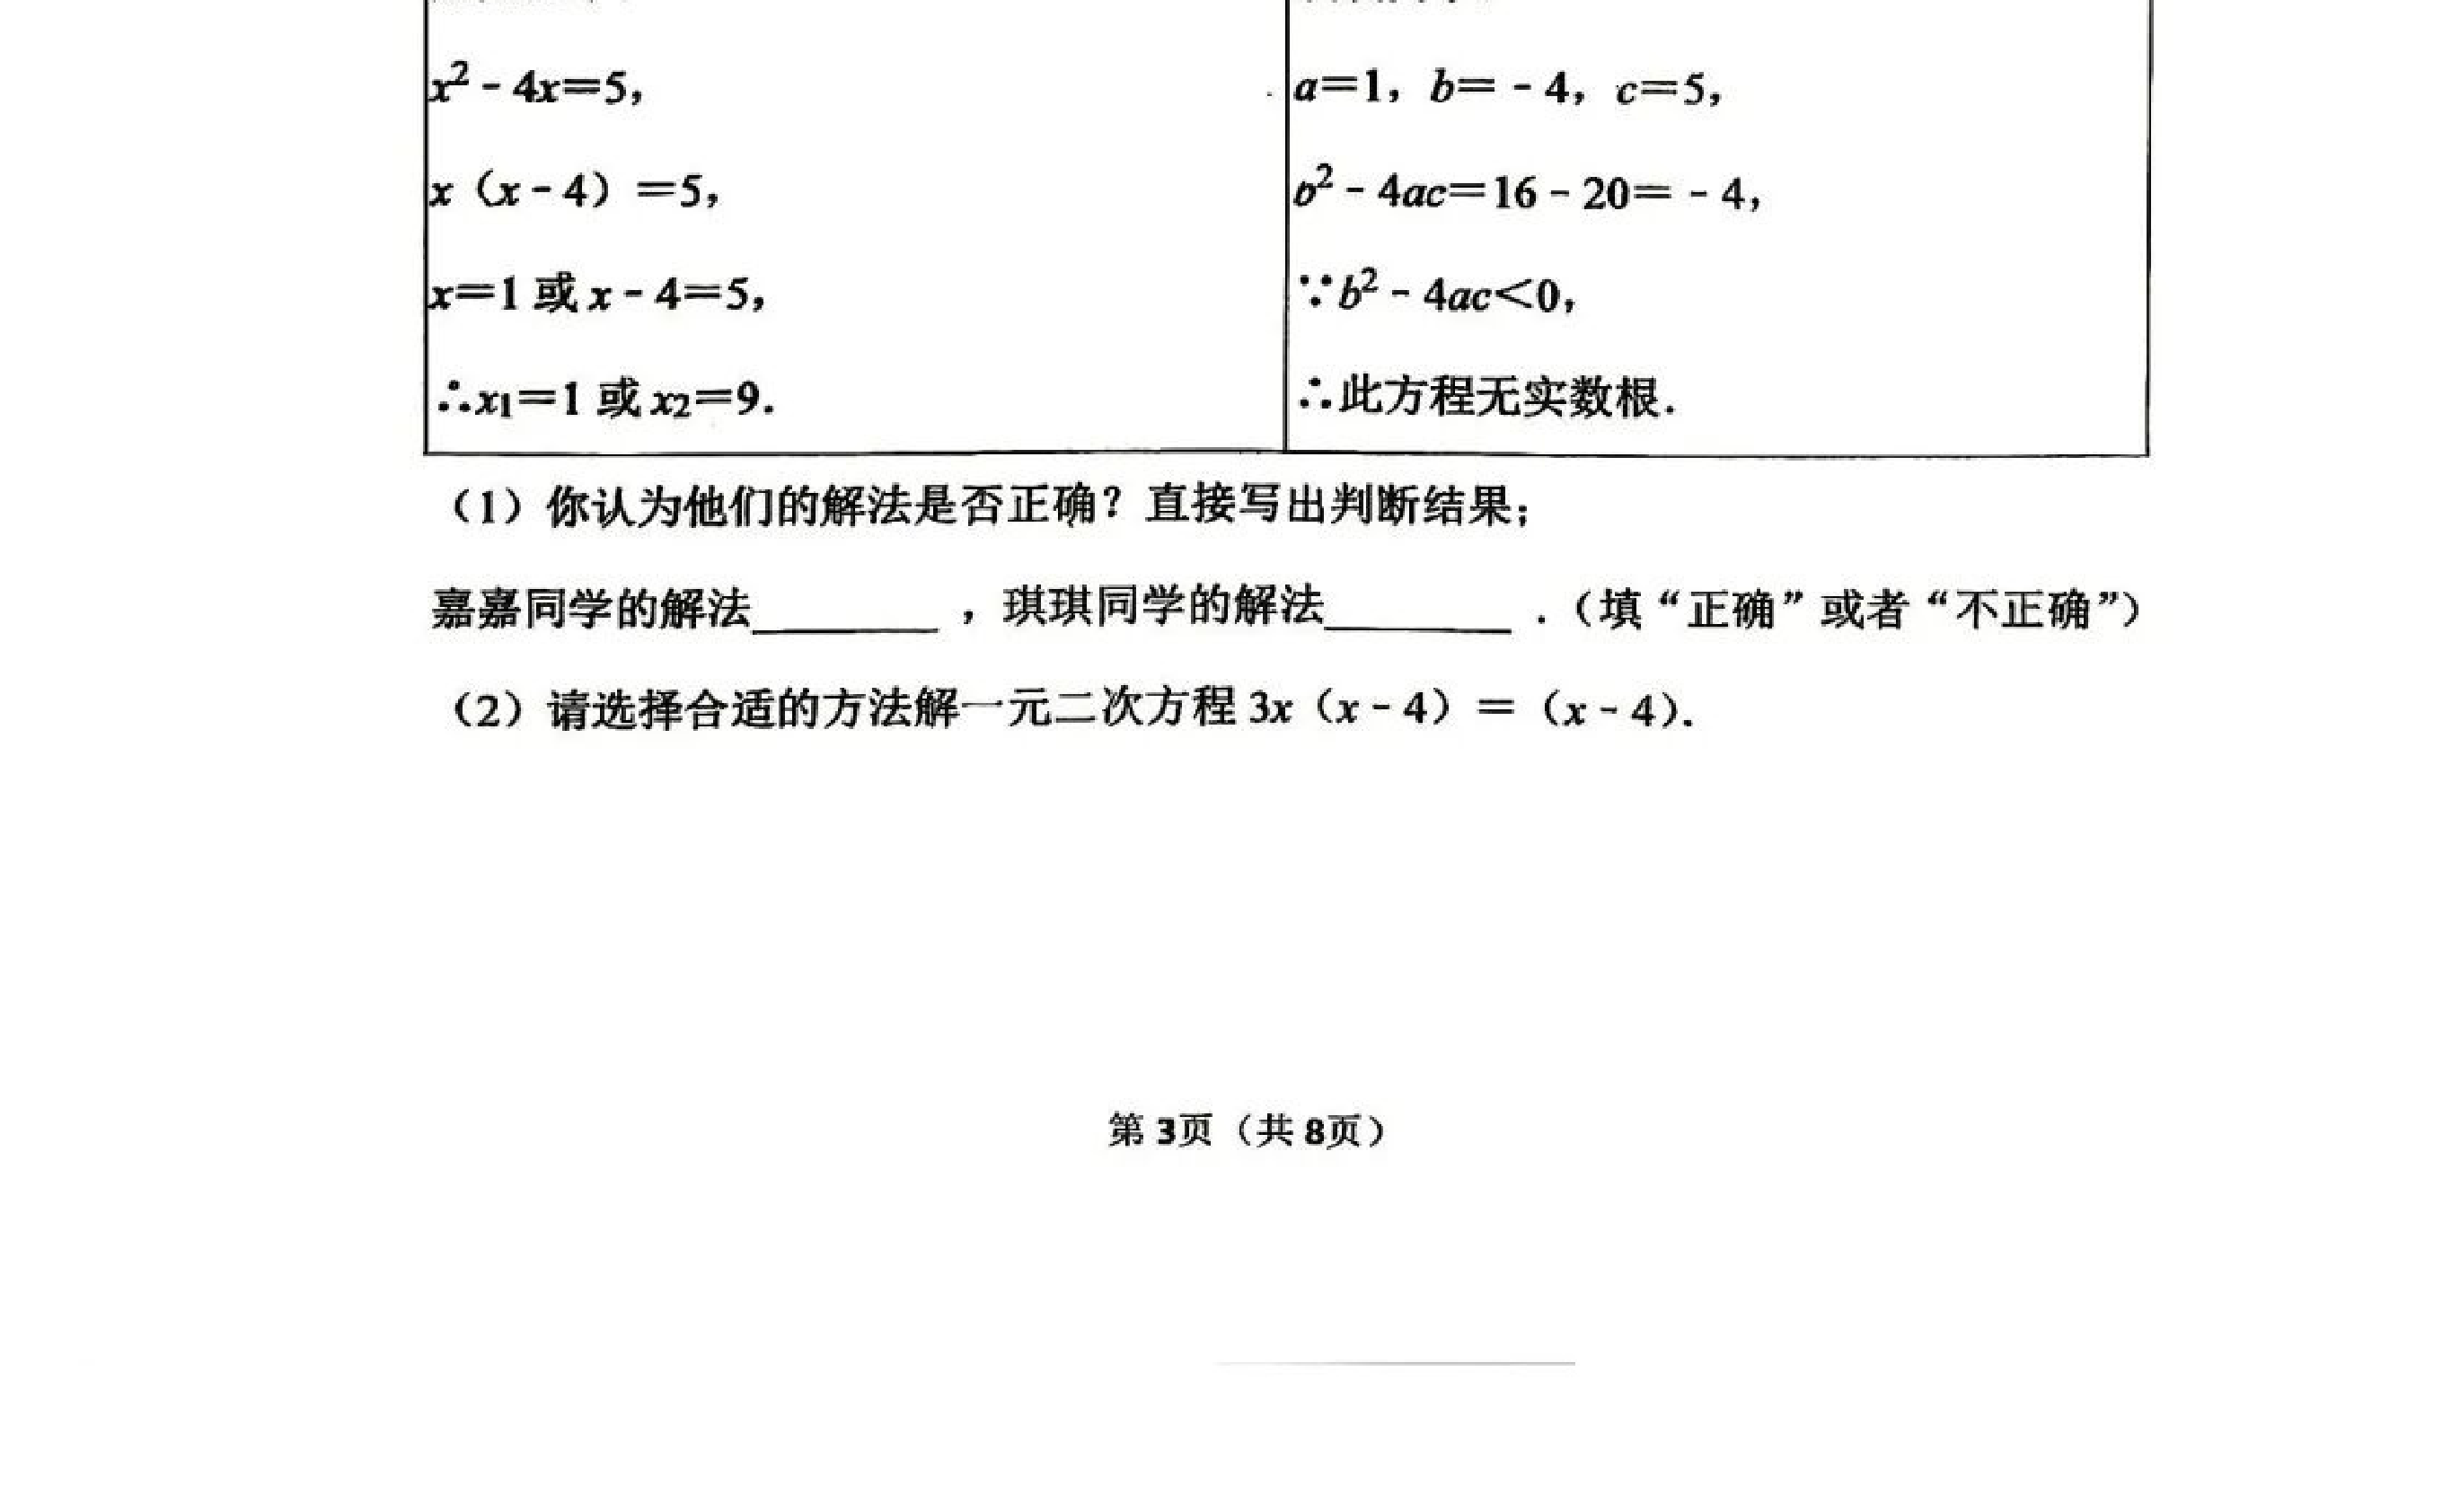 x²﹣4x＝5，
x（x﹣4）＝5，
x＝1 或 x﹣4＝5，
∴x₁＝1 或 x₂＝9．
a＝1，b＝﹣4，c＝5，
b²﹣4ac＝16﹣20＝﹣4，
∵b²﹣4ac＜0，
∴此方程无实数根．
（1）你认为他们的解法是否正确？直接写出判断结果；
嘉嘉同学的解法________，琪琪同学的解法________．（填“正确”或者“不正确”）
（2）请选择合适的方法解一元二次方程 3x（x﹣4）＝（x﹣4）．
第 3页（共 8页）